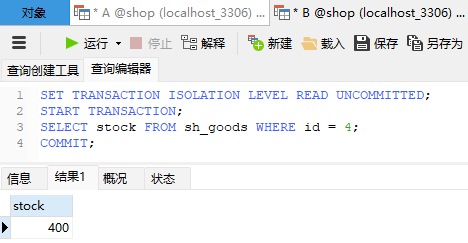 对象
* A @shop (localhost_3306) ...
* B @shop (localhost_3306) ...
运行
停止
解释
新建
载入
保存
另存为
查询创建工具
查询编辑器
1 SET TRANSACTION ISOLATION LEVEL READ UNCOMMITTED;
2 START TRANSACTION;
3 SELECT stock FROM sh_goods WHERE id = 4;
4 COMMIT;
信息
结果1
概况
状态
stock
400